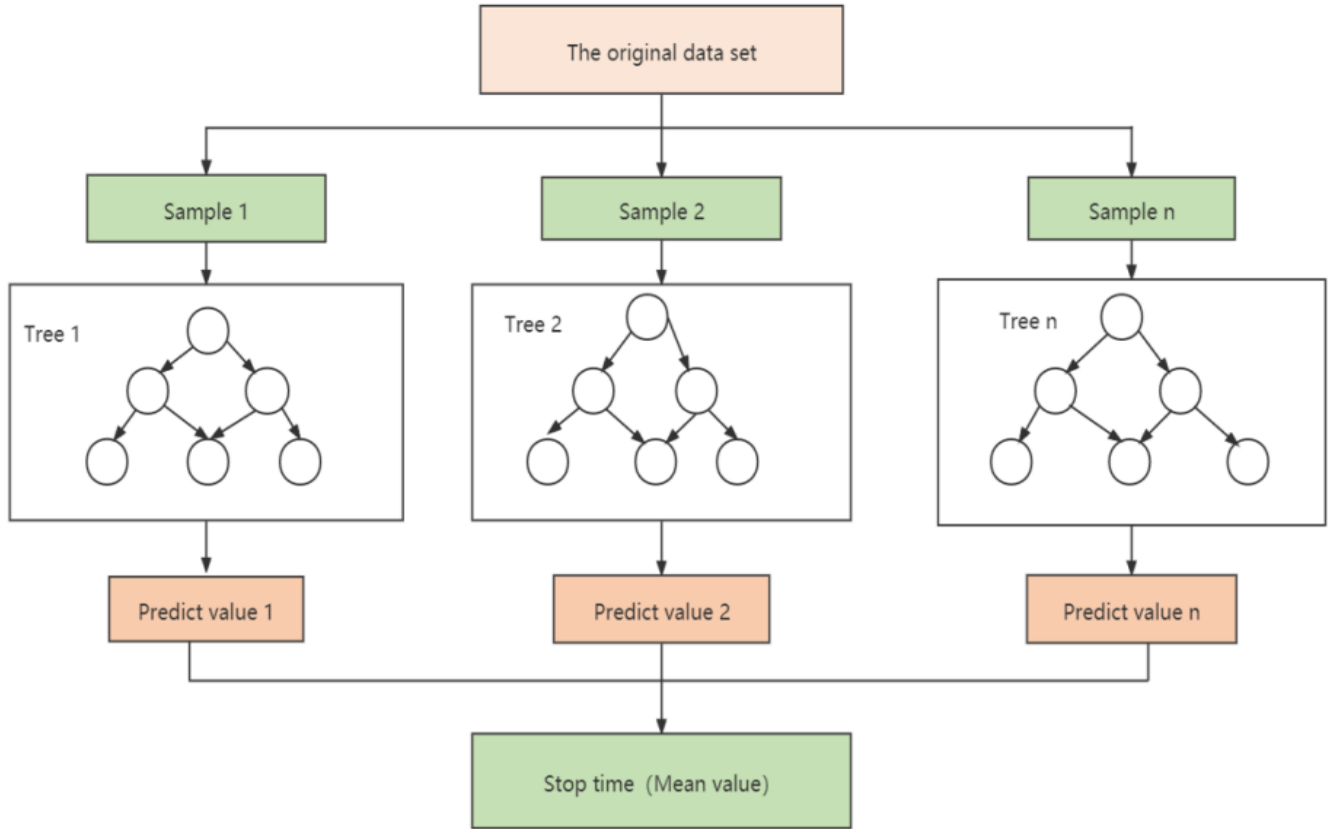 The original data set
Sample 1
Sample 2
Sample n
Tree 1
Tree 2
Tree n
Predict value 1
Predict value 2
Predict value n
Stop time (Mean value)